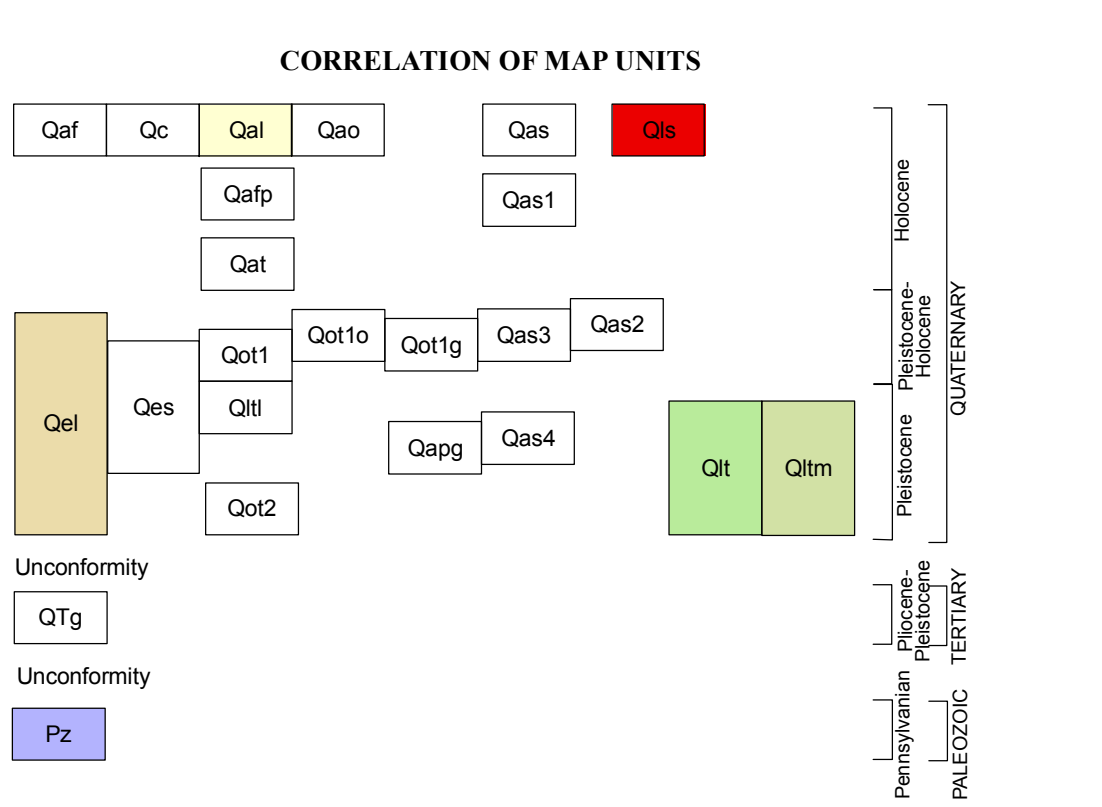 CORRELATION OF MAP UNITS
Qaf
Qc
Qal
Qao
Qas
Qls
Qafp
Qas1
Qat
Holocene
Qel
Qes
Qot1
Qot1o
Qot1g
Qas3
Qas2
Pleistocene-
Holocene
QUATERNARY
Qltl
Qapg
Qas4
Qlt
Qltm
Pleistocene
Qot2
Unconformity
QTg
Pliocene-
Pleistocene
TERTIARY
Unconformity
Pz
Pennsylvanian
PALEOZOIC